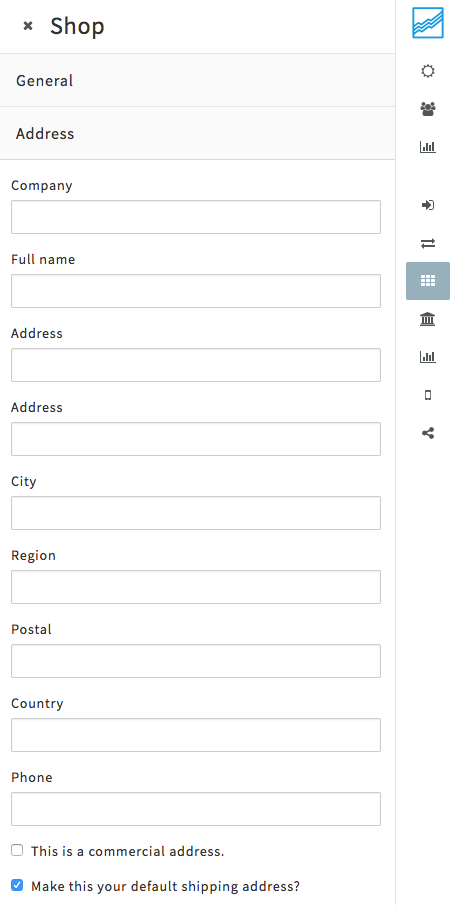 Shop
General
Address
Company
Full name
Address
Address
City
Region
Postal
Country
Phone
This is a commercial address.
Make this your default shipping address?